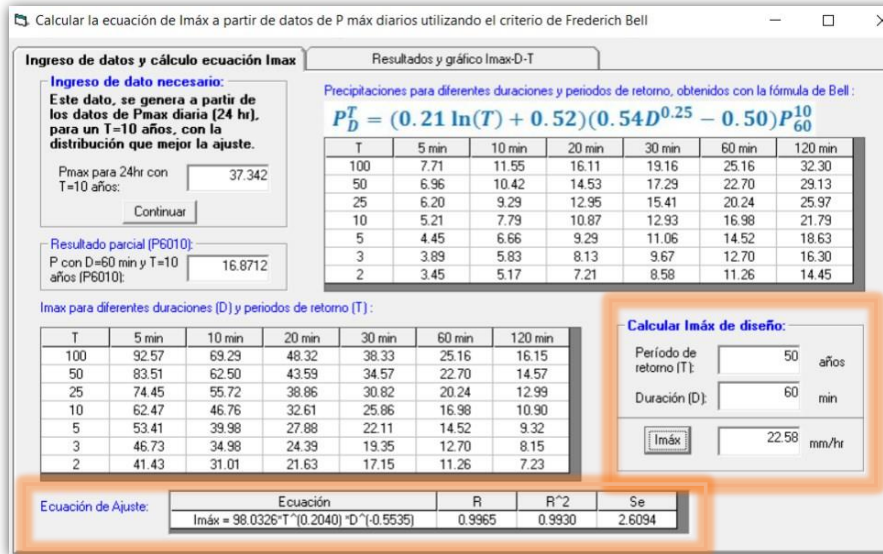 Calcular la ecuación de Imáx a partir de datos de P máx diarios utilizando el criterio de Frederich Bell
Ingreso de datos y cálculo ecuación Imax
Resultados y gráfico Imax-D-T
Ingreso de dato necesario:
Este dato, se genera a partir de
los datos de Pmax diaria (24 hr),
para un T=10 años, con la
distribución que mejor la ajuste.
Pmax para 24hr con
T=10 años:
37.342
Continuar
Resultado parcial (P6010):
P con D=60 min y T=10
años (P6010):
16.8712
Precipitaciones para diferentes duraciones y periodos de retorno, obtenidos con la fórmula de Bell :
P_D^T = (0.21 ln(T) + 0.52)(0.54D^0.25 − 0.50)P_60^10
T 5 min 10 min 20 min 30 min 60 min 120 min
100 7.71 11.55 16.11 19.16 25.16 32.30
50 6.96 10.42 14.53 17.29 22.70 29.13
25 6.20 9.29 12.95 15.41 20.24 25.97
10 5.21 7.79 10.87 12.93 16.98 21.79
5 4.45 6.66 9.29 11.06 14.52 18.63
3 3.89 5.83 8.13 9.67 12.70 16.30
2 3.45 5.17 7.21 8.58 11.26 14.45
Imax para diferentes duraciones (D) y periodos de retorno (T) :
T 5 min 10 min 20 min 30 min 60 min 120 min
100 92.57 69.29 48.32 38.33 25.16 16.15
50 83.51 62.50 43.59 34.57 22.70 14.57
25 74.45 55.72 38.86 30.82 20.24 12.99
10 62.47 46.76 32.61 25.86 16.98 10.90
5 53.41 39.98 27.88 22.11 14.52 9.32
3 46.73 34.98 24.39 19.35 12.70 8.15
2 41.43 31.01 21.63 17.15 11.26 7.23
Calcular Imáx de diseño:
Período de
retorno (T):
50 años
Duración (D):
60 min
Imáx
22.58 mm/hr
Ecuación de Ajuste:
Ecuación R R^2 Se
Imáx = 98.0326*T^(0.2040) *D^(-0.5535) 0.9965 0.9930 2.6094